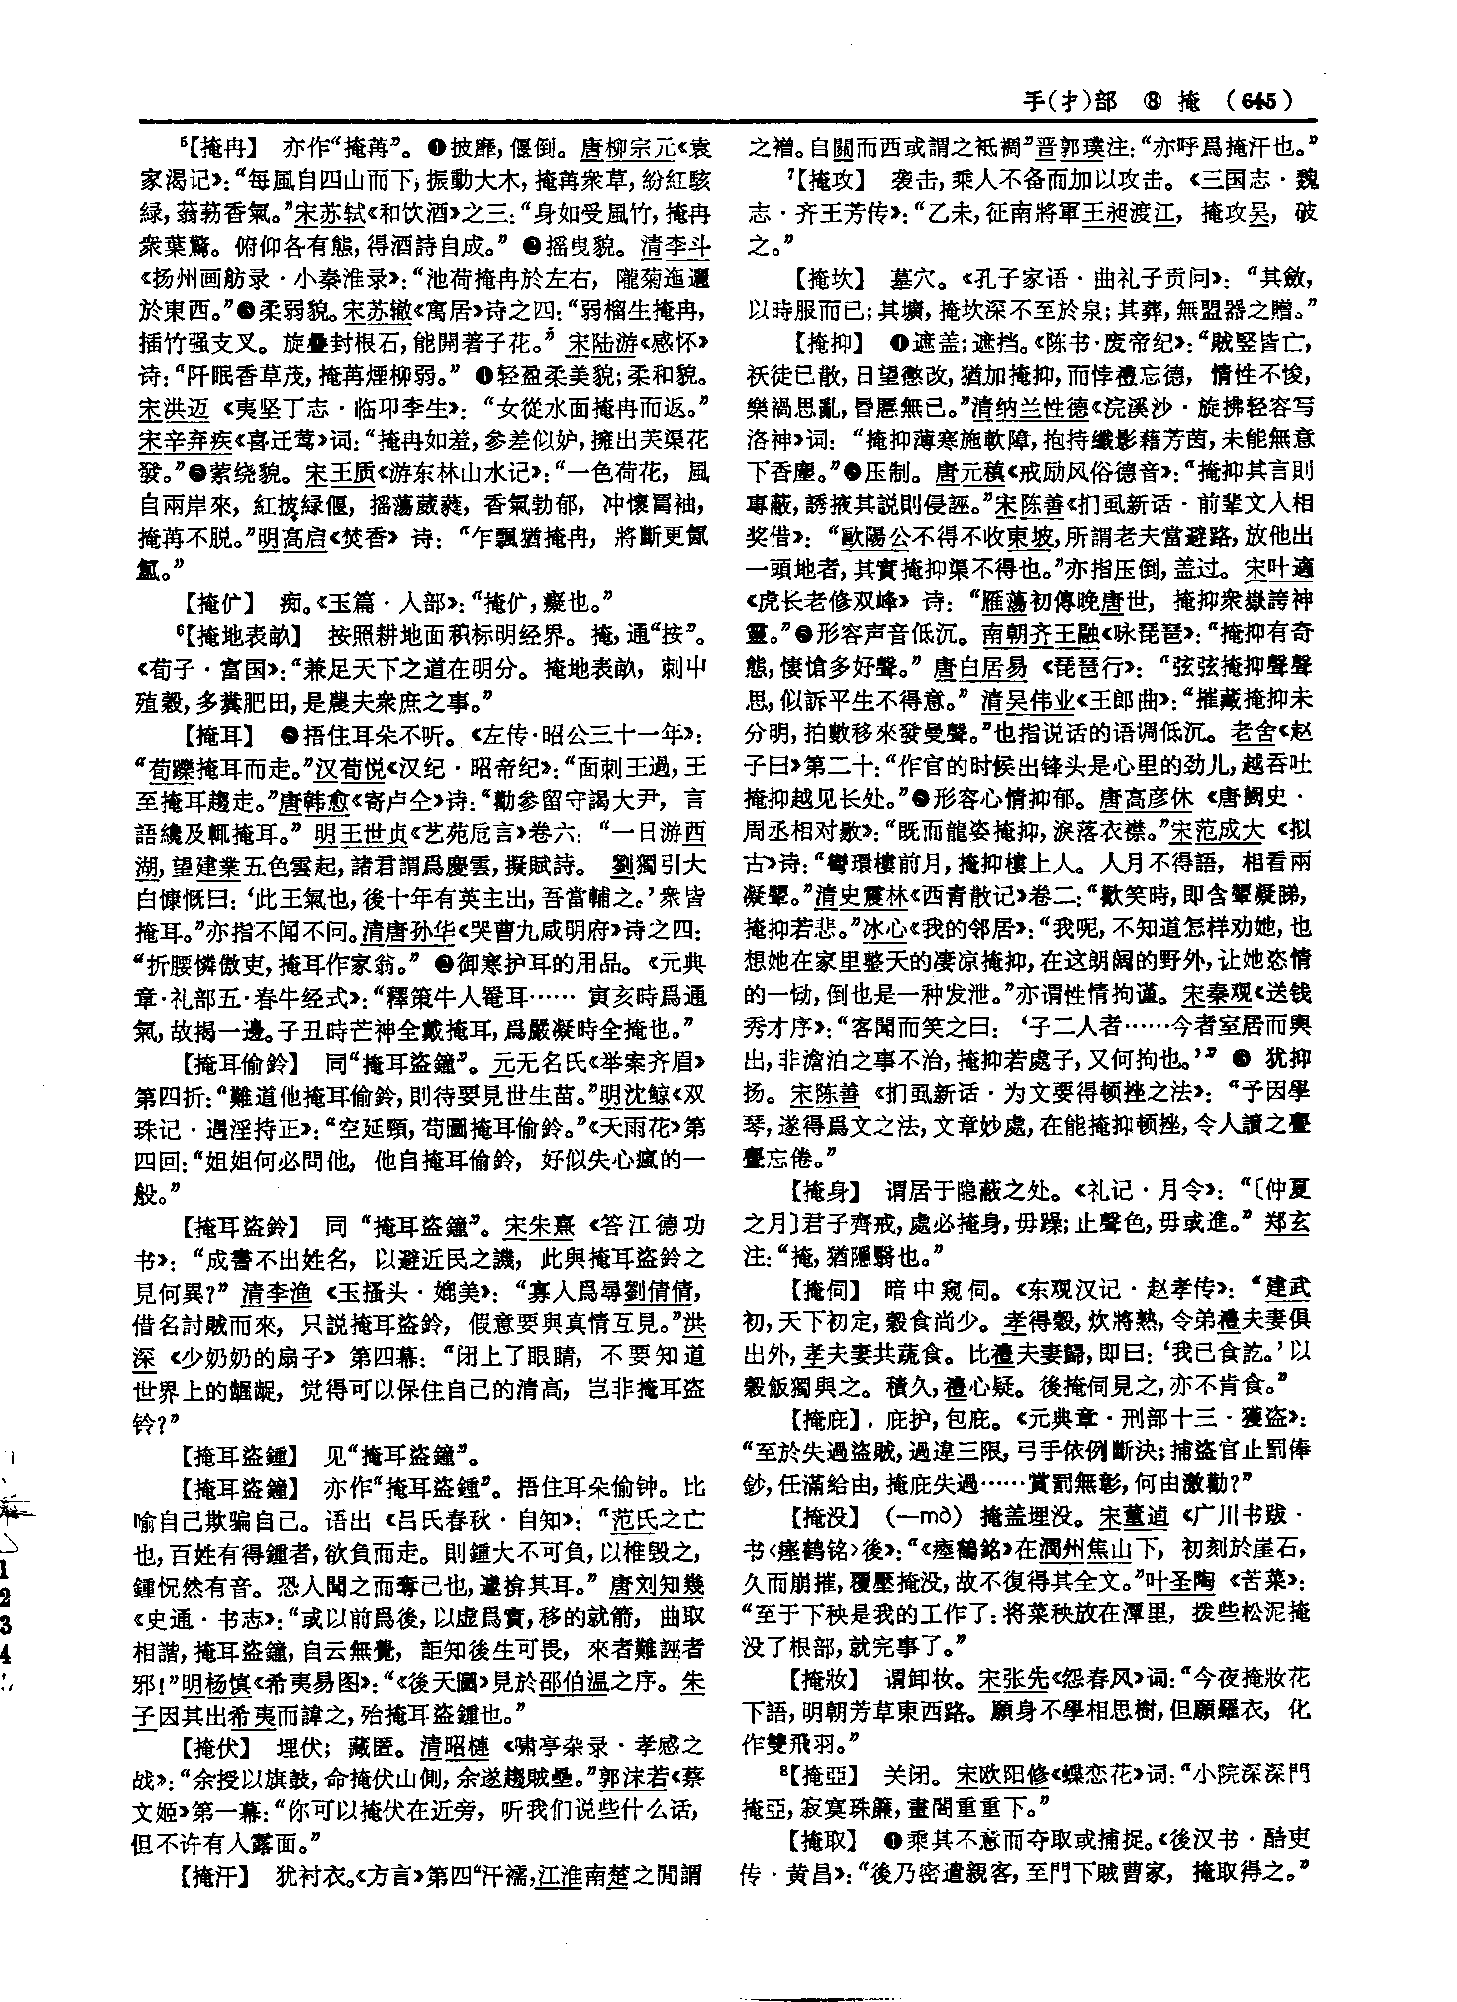 手(扌)部　⑧ 掩　(645)
⁵【掩冉】　亦作“掩苒”。❶披靡，偃倒。唐柳宗元《袁
家渴记》：“每風自四山而下，振動大木，掩苒衆草，紛紅駭
緑，蓊葧香氣。”宋苏轼《和饮酒》之三：“身如受風竹，掩冉
衆葉驚。俯仰各有態，得酒詩自成。”❷摇曳貌。清李斗
《扬州画舫录·小秦淮录》：“池荷掩冉於左右，隴菊迤邐
於東西。”❸柔弱貌。宋苏辙《寓居》诗之四：“弱榴生掩冉，
插竹强支叉。旋疊封根石，能開著子花。”宋陆游《感怀》
诗：“阡眠香草茂，掩苒煙柳弱。”❹轻盈柔美貌；柔和貌。
宋洪迈《夷坚丁志·临邛李生》：“女從水面掩冉而返。”
宋辛弃疾《喜迁莺》词：“掩冉如羞，參差似妒，擁出芙渠花
發。”❺萦绕貌。宋王质《游东林山水记》：“一色荷花，風
自兩岸來，紅披緑偃，摇蕩葳蕤，香氣勃郁，冲懷罥袖，
掩苒不脱。”明高启《焚香》诗：“乍飄猶掩冉，將斷更氤
氲。”
【掩疒】　痴。《玉篇·人部》：“掩疒，癡也。”
⁶【掩地表畝】　按照耕地面积标明经界。掩，通“按”。
《荀子·富国》：“兼足天下之道在明分。掩地表畝，刺屮
殖穀，多糞肥田，是農夫衆庶之事。”
【掩耳】　❶捂住耳朵不听。《左传·昭公三十一年》：
“荀躒掩耳而走。”汉荀悦《汉纪·昭帝纪》：“面刺王過，王
至掩耳趨走。”唐韩愈《寄卢仝》诗：“勸參留守謁大尹，言
語纔及輒掩耳。”明王世贞《艺苑卮言》卷六：“一日游西
湖，望建業五色雲起，諸君謂爲慶雲，擬賦詩。劉獨引大
白慷慨曰：‘此王氣也，後十年有英主出，吾當輔之。’衆皆
掩耳。”亦指不闻不问。清唐孙华《哭曹九咸明府》诗之四：
“折腰憐傲吏，掩耳作家翁。”❷御寒护耳的用品。《元典
章·礼部五·春牛经式》：“釋策牛人罨耳……寅亥時爲通
氣，故揭一邊。子丑時芒神全戴掩耳，爲嚴凝時全掩也。”
【掩耳偷鈴】　同“掩耳盗鐘”。元无名氏《举案齐眉》
第四折：“難道他掩耳偷鈴，則待要見世生苗。”明沈鲸《双
珠记·遇淫持正》：“空延頸，苟圖掩耳偷鈴。”《天雨花》第
四回：“姐姐何必問他，他自掩耳偷鈴，好似失心瘋的一
般。”
【掩耳盜鈴】　同“掩耳盗鐘”。宋朱熹《答江德功
书》：“成書不出姓名，以避近民之譏，此與掩耳盜鈴之
見何異？”清李渔《玉搔头·媲美》：“寡人爲尋劉倩倩，
借名討賊而來，只説掩耳盜鈴，假意要與真情互見。”洪
深《少奶奶的扇子》第四幕：“闭上了眼睛，不要知道
世界上的龌龊，觉得可以保住自己的清高，岂非掩耳盗
铃？”
【掩耳盜鍾】　见“掩耳盗鐘”。
【掩耳盜鐘】　亦作“掩耳盜鍾”。捂住耳朵偷钟。比
喻自己欺骗自己。语出《吕氏春秋·自知》：“范氏之亡
也，百姓有得鍾者，欲負而走。則鍾大不可負，以椎毁之，
鍾怳然有音。恐人聞之而奪己也，遽揜其耳。”唐刘知幾
《史通·书志》：“或以前爲後，以虚爲實，移的就箭，曲取
相諧，掩耳盜鐘，自云無覺，詎知後生可畏，來者難誣者
邪！”明杨慎《希夷易图》：“《後天圖》見於邵伯温之序。朱
子因其出希夷而諱之，殆掩耳盜鍾也。”
【掩伏】　埋伏；藏匿。清昭槤《啸亭杂录·孝感之
战》：“余授以旗鼓，命掩伏山側，余遂趨賊壘。”郭沫若《蔡
文姬》第一幕：“你可以掩伏在近旁，听我们说些什么话，
但不许有人露面。”
【掩汗】　犹衬衣。《方言》第四“汗襦，江淮南楚之間謂
之襘。自關而西或謂之袛裯”晋郭璞注：“亦呼爲掩汗也。”
⁷【掩攻】　袭击，乘人不备而加以攻击。《三国志·魏
志·齐王芳传》：“乙未，征南將軍王昶渡江，掩攻吴，破
之。”
【掩坎】　墓穴。《孔子家语·曲礼子贡问》：“其斂，
以時服而已；其壙，掩坎深不至於泉；其葬，無盟器之贈。”
【掩抑】　❶遮盖；遮挡。《陈书·废帝纪》：“賊竪皆亡，
祅徒已散，日望懲改，猶加掩抑，而悖禮忘德，情性不悛，
樂禍思亂，昏慝無已。”清纳兰性德《浣溪沙·旋拂轻容写
洛神》词：“掩抑薄寒施軟障，抱持纖影藉芳茵，未能無意
下香塵。”❷压制。唐元稹《戒励风俗德音》：“掩抑其言則
專蔽，誘掖其説則侵誣。”宋陈善《扪虱新话·前辈文人相
奖借》：“歐陽公不得不收東坡，所謂老夫當避路，放他出
一頭地者，其實掩抑渠不得也。”亦指压倒，盖过。宋叶適
《虎长老修双峰》诗：“雁蕩初傳晚唐世，掩抑衆嶽誇神
靈。”❸形容声音低沉。南朝齐王融《咏琵琶》：“掩抑有奇
態，悽愴多好聲。”唐白居易《琵琶行》：“弦弦掩抑聲聲
思，似訴平生不得意。”清吴伟业《王郎曲》：“摧藏掩抑未
分明，拍數移來發曼聲。”也指说话的语调低沉。老舍《赵
子曰》第二十：“作官的时候出锋头是心里的劲儿，越吞吐
掩抑越见长处。”❹形容心情抑郁。唐高彦休《唐阙史·
周丞相对敭》：“既而龍姿掩抑，淚落衣襟。”宋范成大《拟
古》诗：“彎環樓前月，掩抑樓上人。人月不得語，相看兩
凝顰。”清史震林《西青散记》卷二：“歡笑時，即含顰凝睇，
掩抑若悲。”冰心《我的邻居》：“我呢，不知道怎样劝她，也
想她在家里整天的凄凉掩抑，在这朗阔的野外，让她恣情
的一恸，倒也是一种发泄。”亦谓性情拘谨。宋秦观《送钱
秀才序》：“客聞而笑之曰：‘子二人者……今者室居而輿
出，非澹泊之事不治，掩抑若處子，又何拘也。’”❺犹抑
扬。宋陈善《扪虱新话·为文要得顿挫之法》：“予因學
琴，遂得爲文之法，文章妙處，在能掩抑頓挫，令人讀之亹
亹忘倦。”
【掩身】　谓居于隐蔽之处。《礼记·月令》：“〔仲夏
之月〕君子齊戒，處必掩身，毋躁；止聲色，毋或進。”郑玄
注：“掩，猶隱翳也。”
【掩伺】　暗中窥伺。《东观汉记·赵孝传》：“建武
初，天下初定，穀食尚少。孝得穀，炊將熟，令弟禮夫妻俱
出外，孝夫妻共蔬食。比禮夫妻歸，即曰：‘我已食訖。’以
穀飯獨與之。積久，禮心疑。後掩伺見之，亦不肯食。”
【掩庇】．庇护，包庇。《元典章·刑部十三·獲盜》：
“至於失過盜賊，過違三限，弓手依例斷決；捕盜官止罰俸
鈔，任滿給由，掩庇失過……賞罰無彰，何由激勸？”
【掩没】　（—mò）掩盖埋没。宋董逌《广川书跋·
书〈瘗鹤铭〉後》：“《瘞鶴銘》在潤州焦山下，初刻於崖石，
久而崩摧，覆壓掩没，故不復得其全文。”叶圣陶《苦菜》：
“至于下秧是我的工作了：将菜秧放在潭里，拨些松泥掩
没了根部，就完事了。”
【掩妝】　谓卸妆。宋张先《怨春风》词：“今夜掩妝花
下語，明朝芳草東西路。願身不學相思樹，但願羅衣，化
作雙飛羽。”
⁸【掩亞】　关闭。宋欧阳修《蝶恋花》词：“小院深深門
掩亞，寂寞珠簾，畫閣重重下。”
【掩取】　❶乘其不意而夺取或捕捉。《後汉书·酷吏
传·黄昌》：“後乃密遣親客，至門下賊曹家，掩取得之。”
1
2
3
4